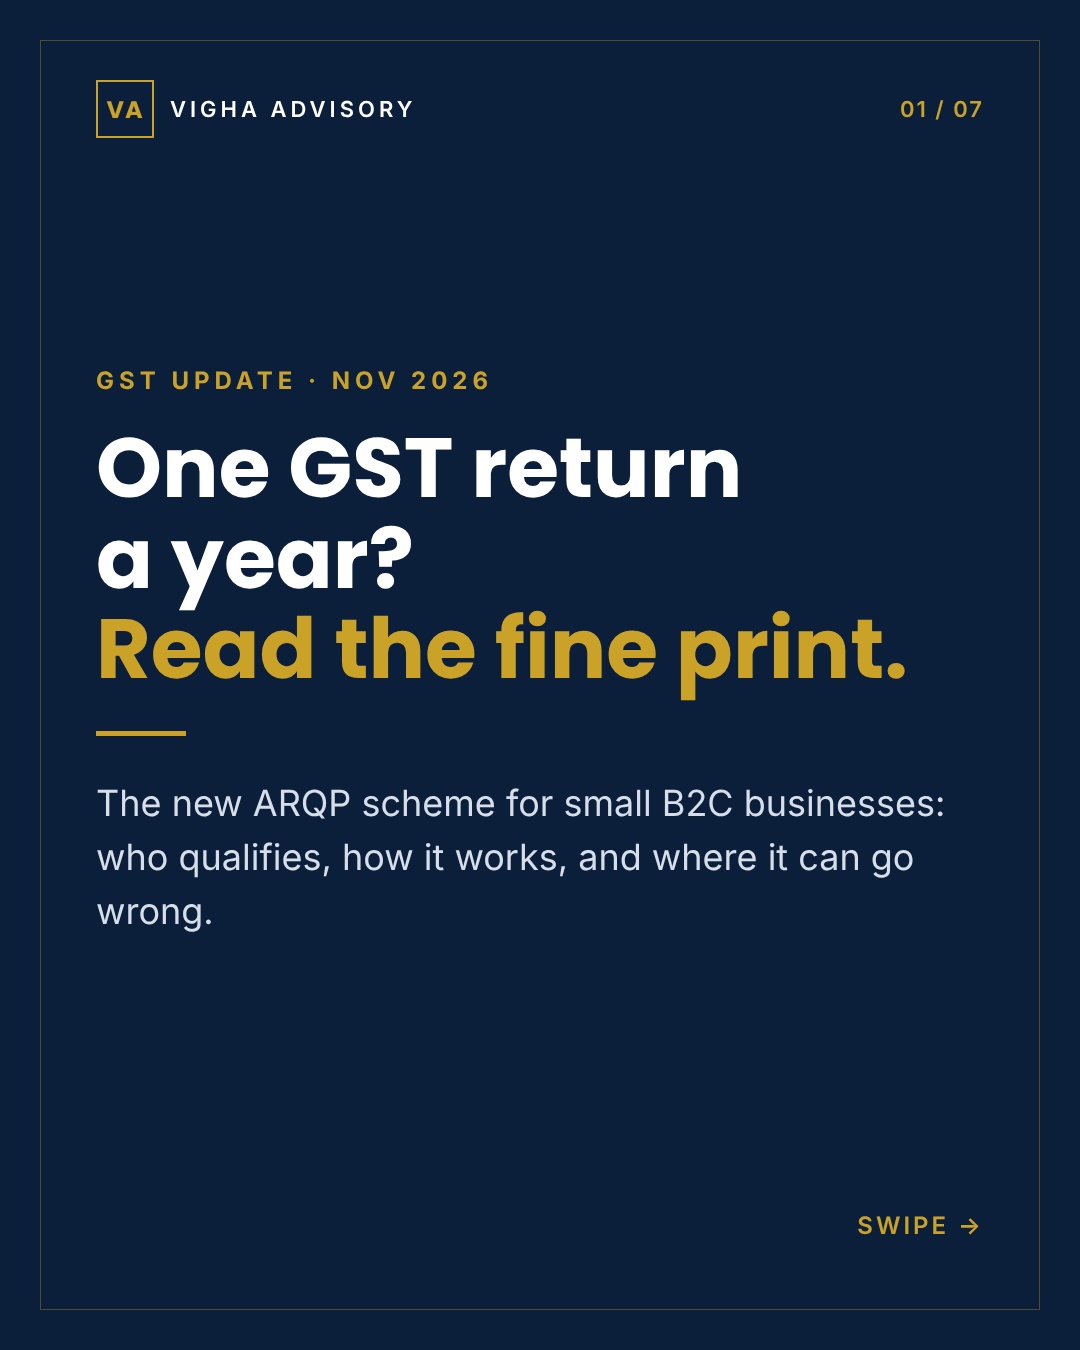 VA VIGHA ADVISORY 01 / 07
GST UPDATE · NOV 2026
One GST return
a year?
Read the fine print.
The new ARQP scheme for small B2C businesses:
who qualifies, how it works, and where it can go
wrong.
SWIPE →